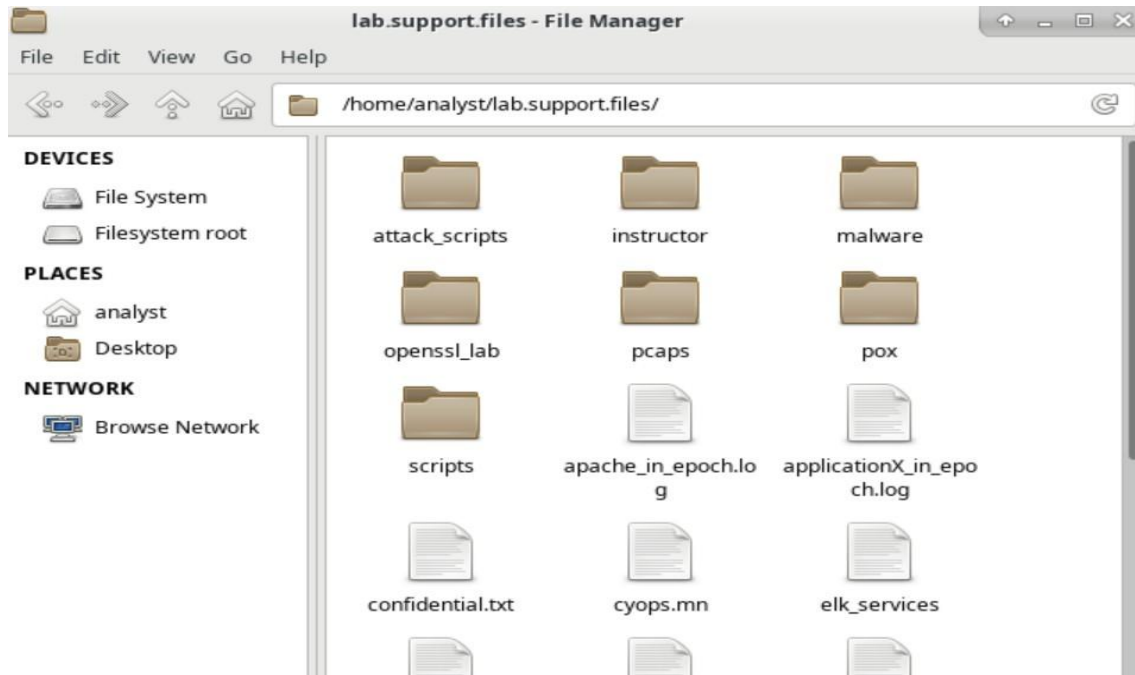 lab.support.files - File Manager
File Edit View Go Help
/home/analyst/lab.support.files/
DEVICES
File System
Filesystem root
PLACES
analyst
Desktop
NETWORK
Browse Network
attack_scripts instructor malware
openssl_lab pcaps pox
scripts apache_in_epoch.lo applicationX_in_epo
g ch.log
confidential.txt cyops.mn elk_services